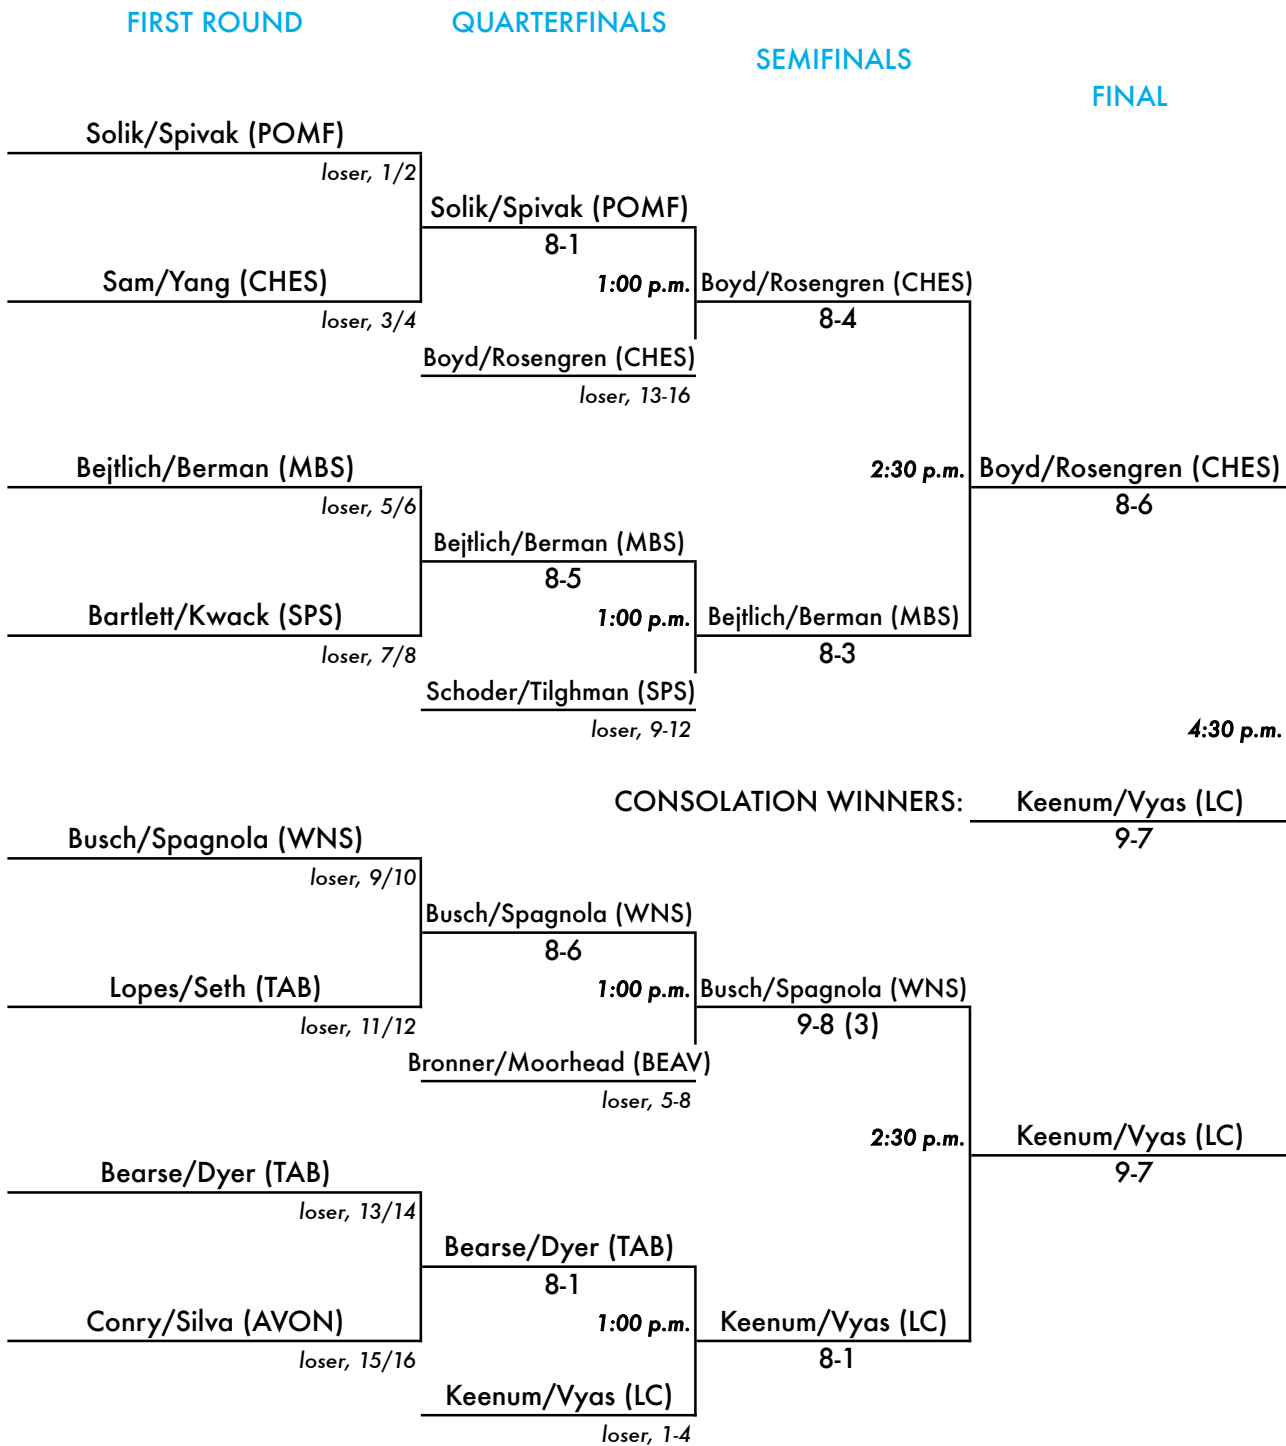 FIRST ROUND
QUARTERFINALS
SEMIFINALS
FINAL
Solik/Spivak (POMF)
loser, 1/2
Solik/Spivak (POMF)
8-1
Sam/Yang (CHES)
1:00 p.m.
Boyd/Rosengren (CHES)
loser, 3/4
8-4
Boyd/Rosengren (CHES)
loser, 13-16
Bejtlich/Berman (MBS)
2:30 p.m.
Boyd/Rosengren (CHES)
loser, 5/6
8-6
Bejtlich/Berman (MBS)
8-5
Bartlett/Kwack (SPS)
1:00 p.m.
Bejtlich/Berman (MBS)
loser, 7/8
8-3
Schoder/Tilghman (SPS)
loser, 9-12
4:30 p.m.
CONSOLATION WINNERS:
Keenum/Vyas (LC)
9-7
Busch/Spagnola (WNS)
loser, 9/10
Busch/Spagnola (WNS)
8-6
Lopes/Seth (TAB)
1:00 p.m.
Busch/Spagnola (WNS)
loser, 11/12
9-8 (3)
Bronner/Moorhead (BEAV)
loser, 5-8
2:30 p.m.
Keenum/Vyas (LC)
Bearse/Dyer (TAB)
9-7
loser, 13/14
Bearse/Dyer (TAB)
8-1
Conry/Silva (AVON)
1:00 p.m.
Keenum/Vyas (LC)
loser, 15/16
8-1
Keenum/Vyas (LC)
loser, 1-4